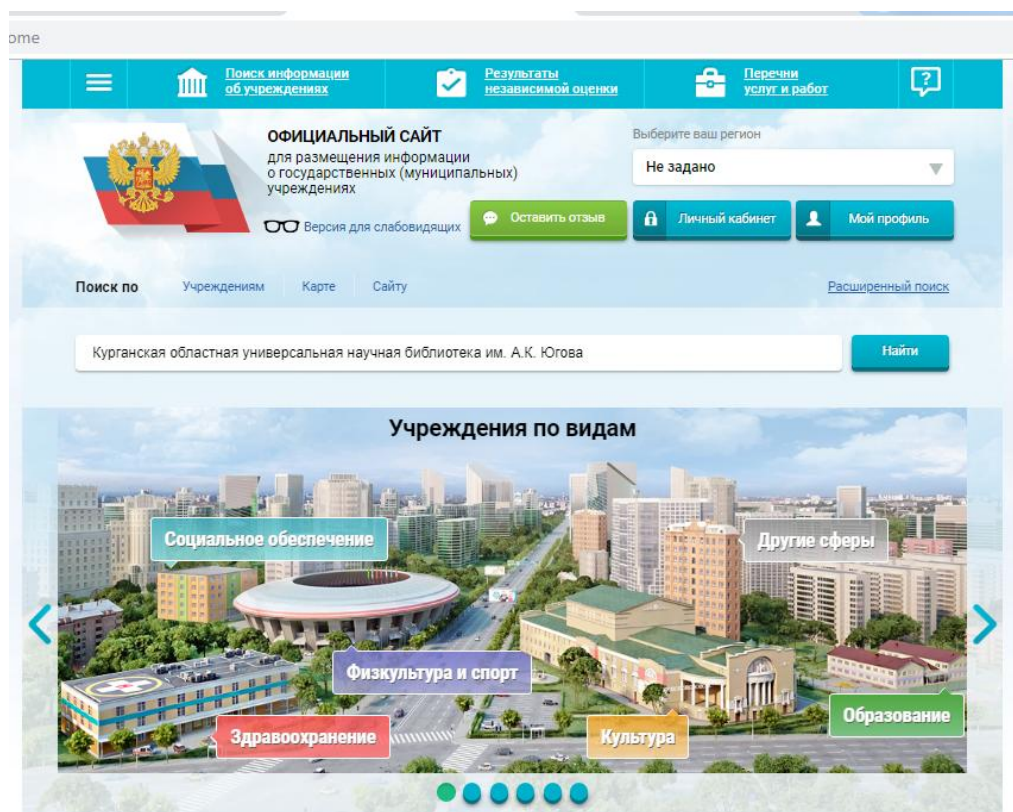 ome
Поиск информации
об учреждениях
Результаты
независимой оценки
Перечни
услуг и работ
?
ОФИЦИАЛЬНЫЙ САЙТ
для размещения информации
о государственных (муниципальных)
учреждениях
Версия для слабовидящих
Выберите ваш регион
Не задано
Оставить отзыв
Личный кабинет
Мой профиль
Поиск по Учреждениям Карте Сайту Расширенный поиск
Курганская областная универсальная научная библиотека им. А.К. Югова
Найти
Учреждения по видам
Социальное обеспечение
Другие сферы
Физкультура и спорт
Образование
Здравоохранение
Культура